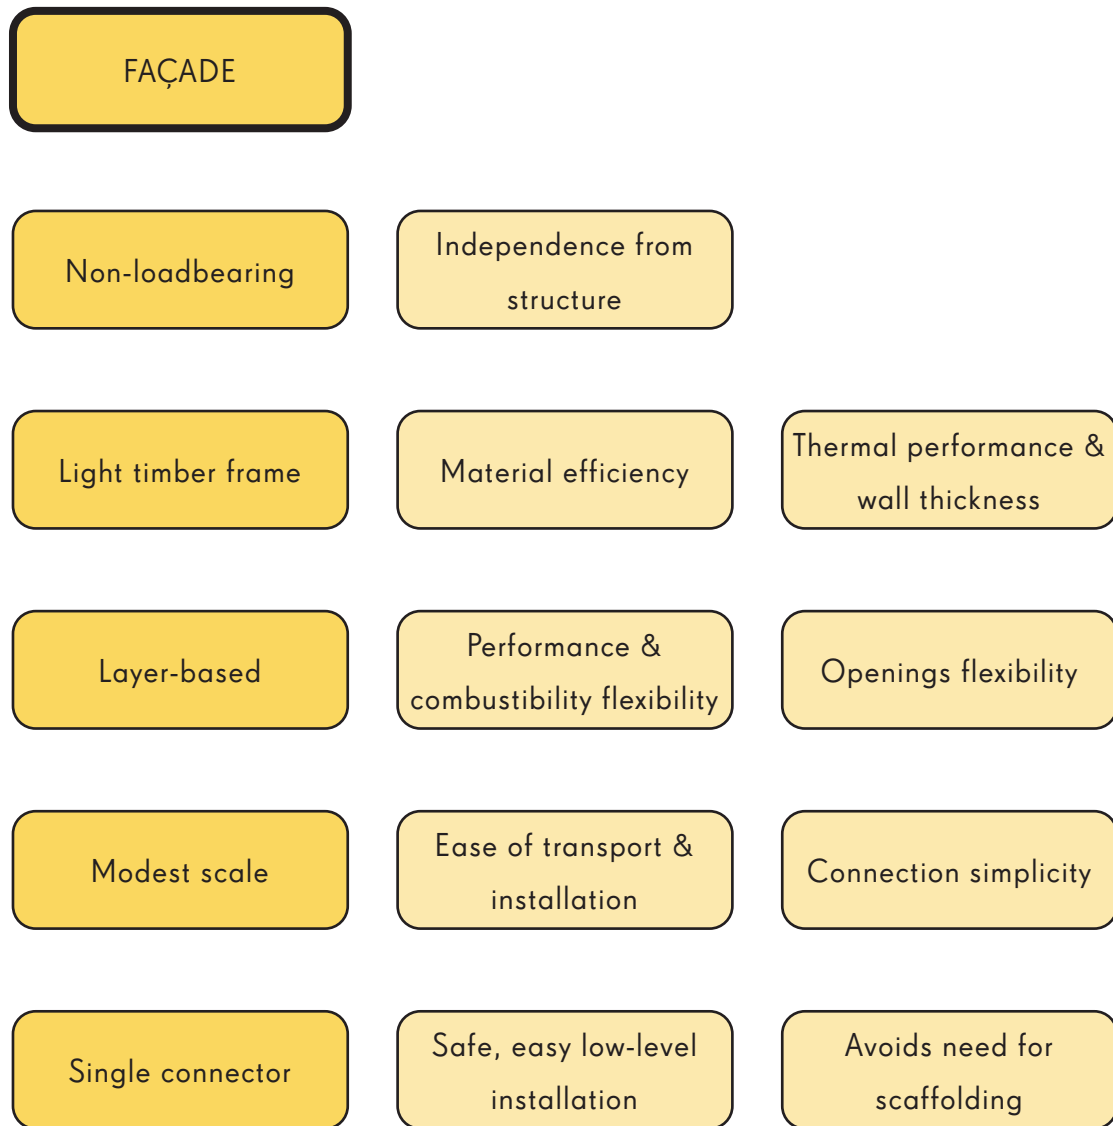 FAÇADE
Non-loadbearing
Independence from
structure
Light timber frame
Material efficiency
Thermal performance &
wall thickness
Layer-based
Performance &
combustibility flexibility
Openings flexibility
Modest scale
Ease of transport &
installation
Connection simplicity
Single connector
Safe, easy low-level
installation
Avoids need for
scaffolding